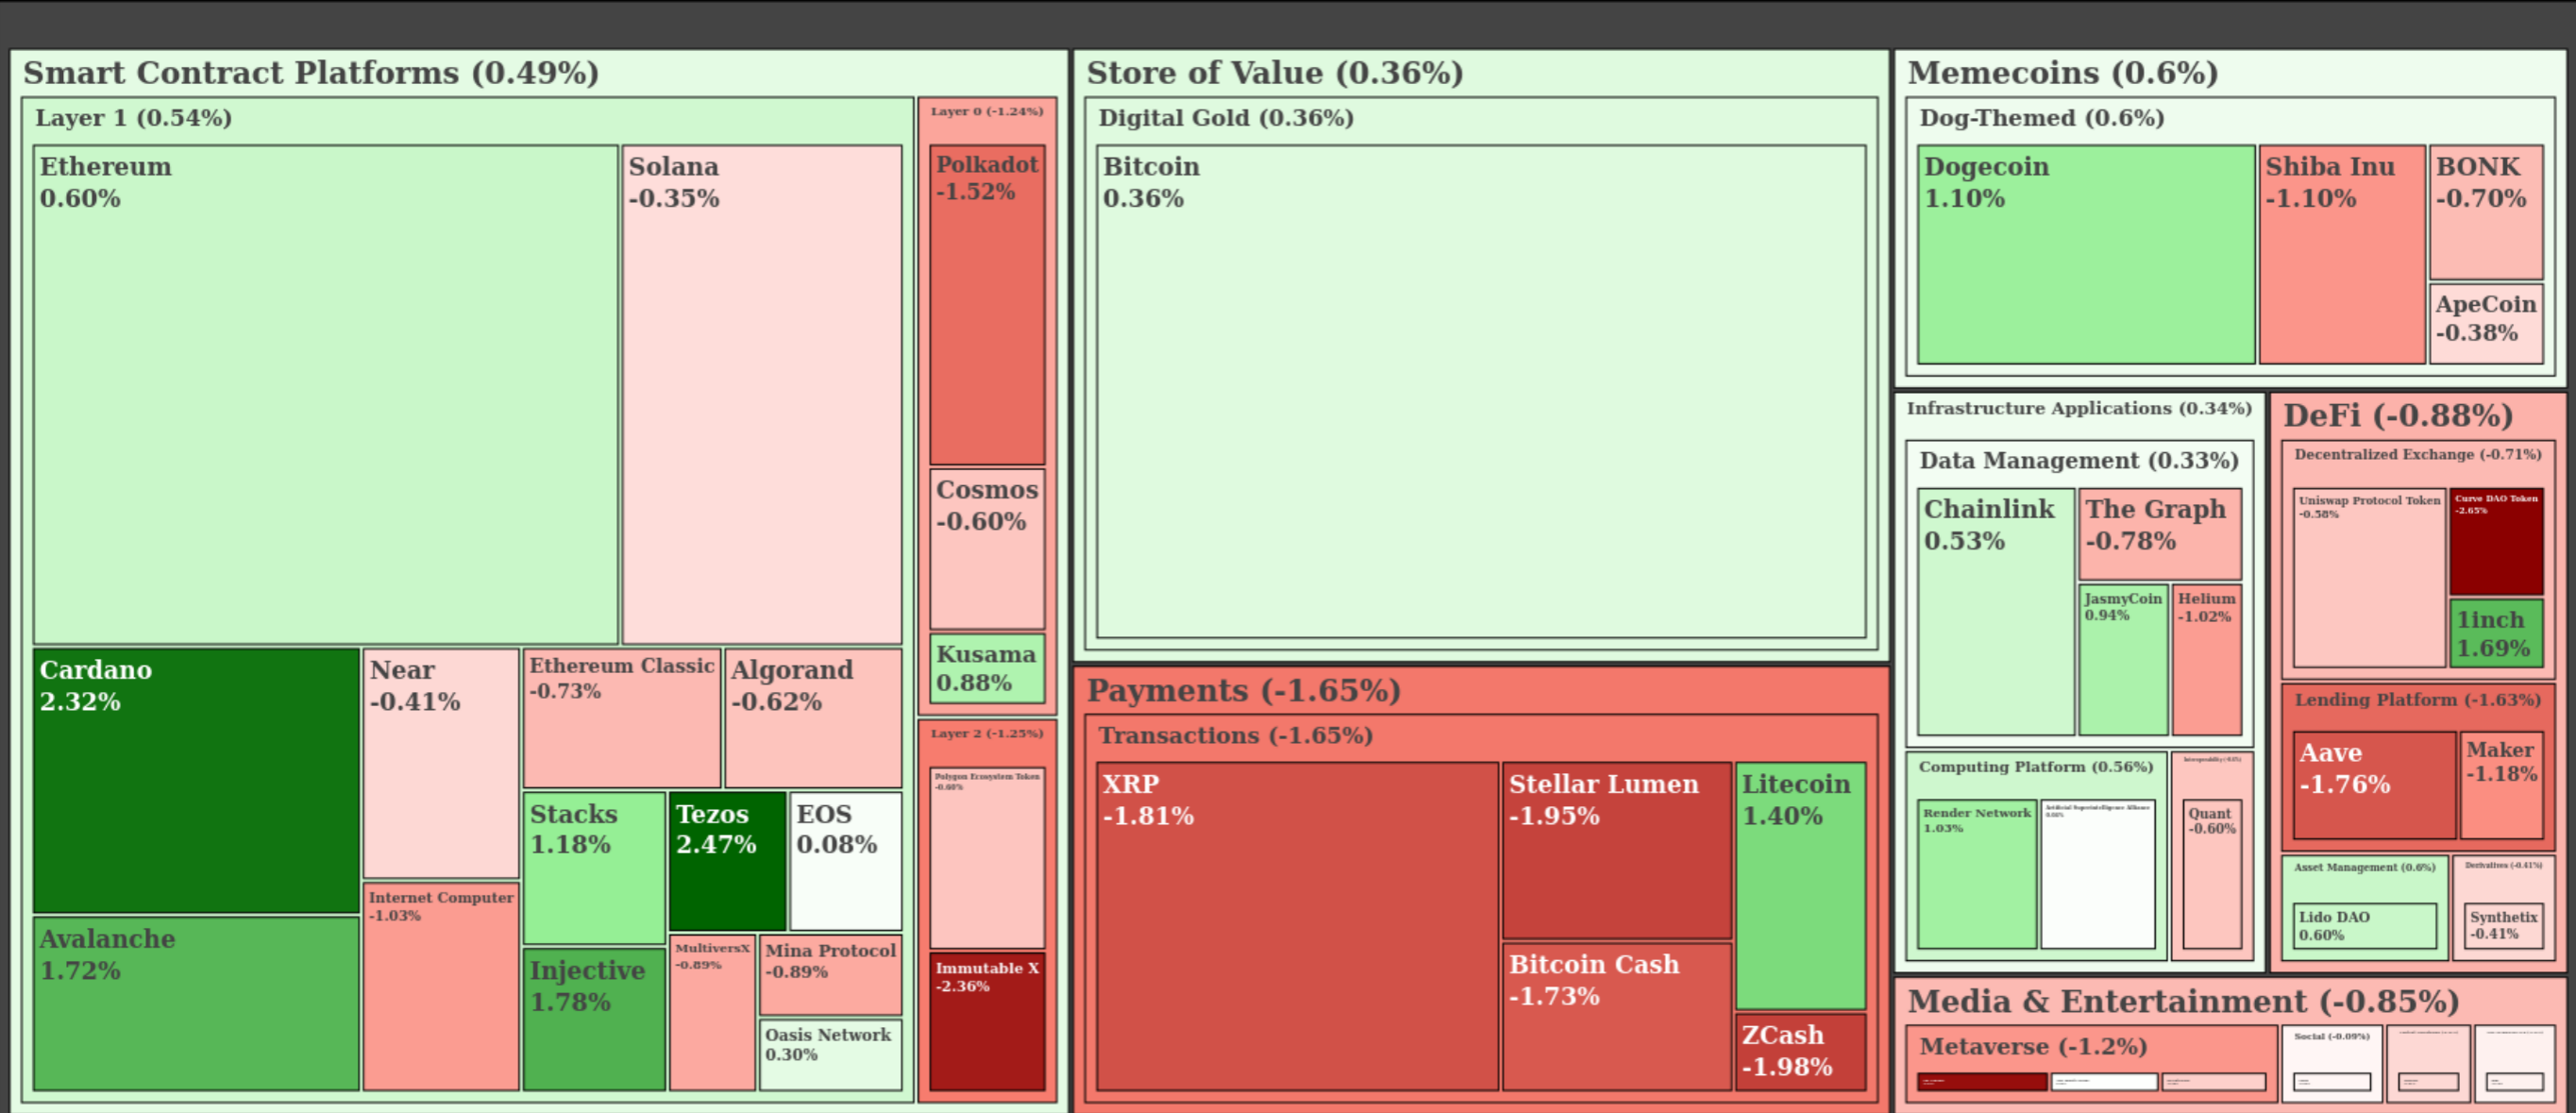 Smart Contract Platforms (0.49%)
Layer 1 (0.54%)
Ethereum
0.60%
Solana
-0.35%
Cardano
2.32%
Avalanche
1.72%
Near
-0.41%
Internet Computer
-1.03%
Ethereum Classic
-0.73%
Algorand
-0.62%
Stacks
1.18%
Tezos
2.47%
EOS
0.08%
Injective
1.78%
MultiversX
-0.89%
Mina Protocol
-0.89%
Oasis Network
0.30%
Layer 0 (-1.24%)
Polkadot
-1.52%
Cosmos
-0.60%
Kusama
0.88%
Layer 2 (-1.25%)
Polygon Ecosystem Token
-0.60%
Immutable X
-2.36%
Store of Value (0.36%)
Digital Gold (0.36%)
Bitcoin
0.36%
Payments (-1.65%)
Transactions (-1.65%)
XRP
-1.81%
Stellar Lumen
-1.95%
Bitcoin Cash
-1.73%
Litecoin
1.40%
ZCash
-1.98%
Memecoins (0.6%)
Dog-Themed (0.6%)
Dogecoin
1.10%
Shiba Inu
-1.10%
BONK
-0.70%
ApeCoin
-0.38%
Infrastructure Applications (0.34%)
Data Management (0.33%)
Chainlink
0.53%
The Graph
-0.78%
JasmyCoin
0.94%
Helium
-1.02%
Computing Platform (0.56%)
Render Network
1.03%
Artificial Superintelligence Alliance
Interoperability
Quant
-0.60%
DeFi (-0.88%)
Decentralized Exchange (-0.71%)
Uniswap Protocol Token
-0.58%
Curve DAO Token
-2.65%
1inch
1.69%
Lending Platform (-1.63%)
Aave
-1.76%
Maker
-1.18%
Asset Management (0.6%)
Lido DAO
0.60%
Derivatives (-0.41%)
Synthetix
-0.41%
Media & Entertainment (-0.85%)
Metaverse (-1.2%)
Social (-0.09%)